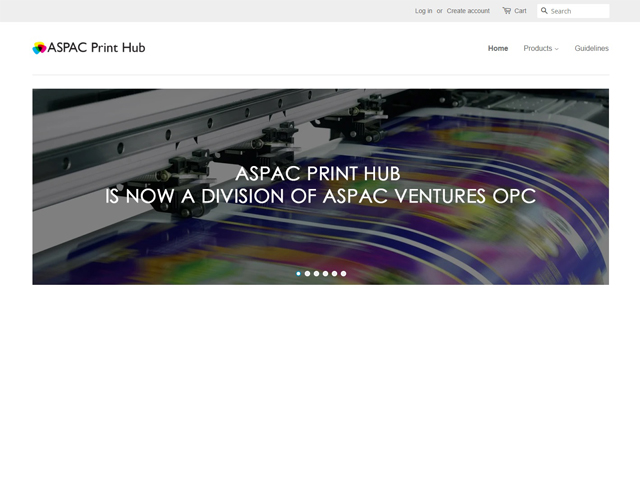 Log in or Create account Cart Search
ASPAC Print Hub
Home Products Guidelines
ASPAC PRINT HUB
IS NOW A DIVISION OF ASPAC VENTURES OPC